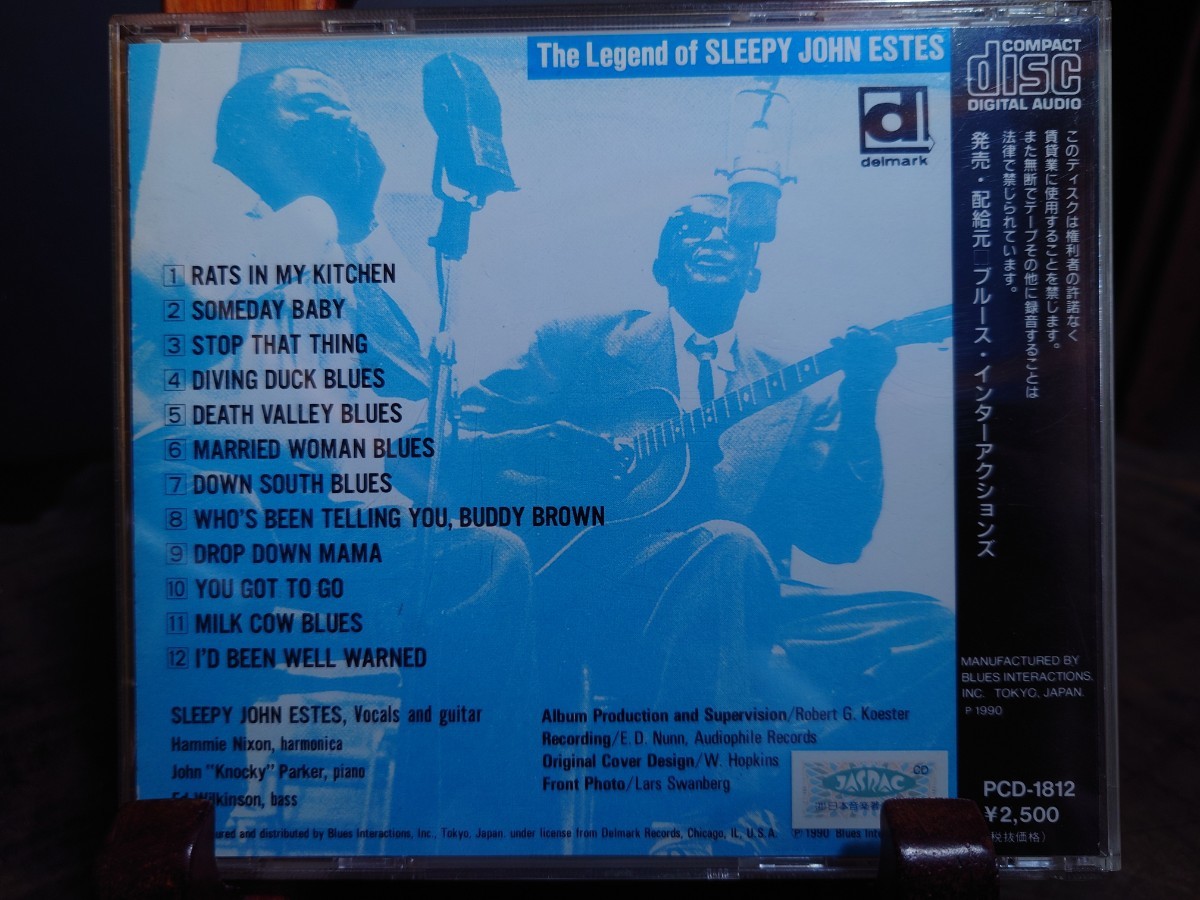 The Legend of SLEEPY JOHN ESTES
delmark
1 RATS IN MY KITCHEN
2 SOMEDAY BABY
3 STOP THAT THING
4 DIVING DUCK BLUES
5 DEATH VALLEY BLUES
6 MARRIED WOMAN BLUES
7 DOWN SOUTH BLUES
8 WHO'S BEEN TELLING YOU, BUDDY BROWN
9 DROP DOWN MAMA
10 YOU GOT TO GO
11 MILK COW BLUES
12 I'D BEEN WELL WARNED
SLEEPY JOHN ESTES, Vocals and guitar
Hammie Nixon, harmonica
John "Knocky" Parker, piano
Ed Wilkinson, bass
Album Production and Supervision/Robert G. Koester
Recording/E.D. Nunn, Audiophile Records
Original Cover Design/W. Hopkins
Front Photo/Lars Swanberg
CD
JASRAC
and distributed by Blues Interactions, Inc., Tokyo, Japan. under license from Delmark Records, Chicago, IL, U.S.A. ℗ 1990 Blues
COMPACT
disc
DIGITAL AUDIO
このディスクは権利者の許諾なく
賃貸業に使用することを禁じます。
また無断でテープその他に録音することは
法律で禁じられています。
発売・配給元□ブルース・インターアクションズ
MANUFACTURED BY
BLUES INTERACTIONS,
INC. TOKYO, JAPAN.
℗ 1990
PCD-1812
¥2,500
(税抜価格)